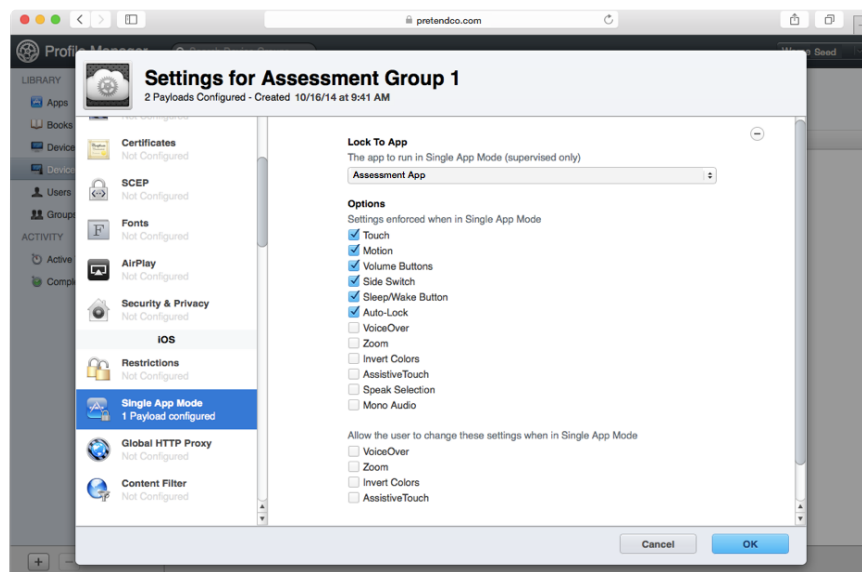 pretendco.com
Profile Manager
Seed
LIBRARY
Apps
Books
Device
Device
Users
Groups
ACTIVITY
Active
Settings for Assessment Group 1
2 Payloads Configured - Created 10/16/14 at 9:41 AM
Certificates
Not Configured
SCEP
Not Configured
Fonts
Not Configured
AirPlay
Not Configured
Security & Privacy
Not Configured
iOS
Restrictions
Not Configured
Single App Mode
1 Payload configured
Global HTTP Proxy
Not Configured
Content Filter
Not Configured
Lock To App
The app to run in Single App Mode (supervised only)
Assessment App
Options
Settings enforced when in Single App Mode
Touch
Motion
Volume Buttons
Side Switch
Sleep/Wake Button
Auto-Lock
VoiceOver
Zoom
Invert Colors
AssistiveTouch
Speak Selection
Mono Audio
Allow the user to change these settings when in Single App Mode
VoiceOver
Zoom
Invert Colors
AssistiveTouch
Cancel
OK